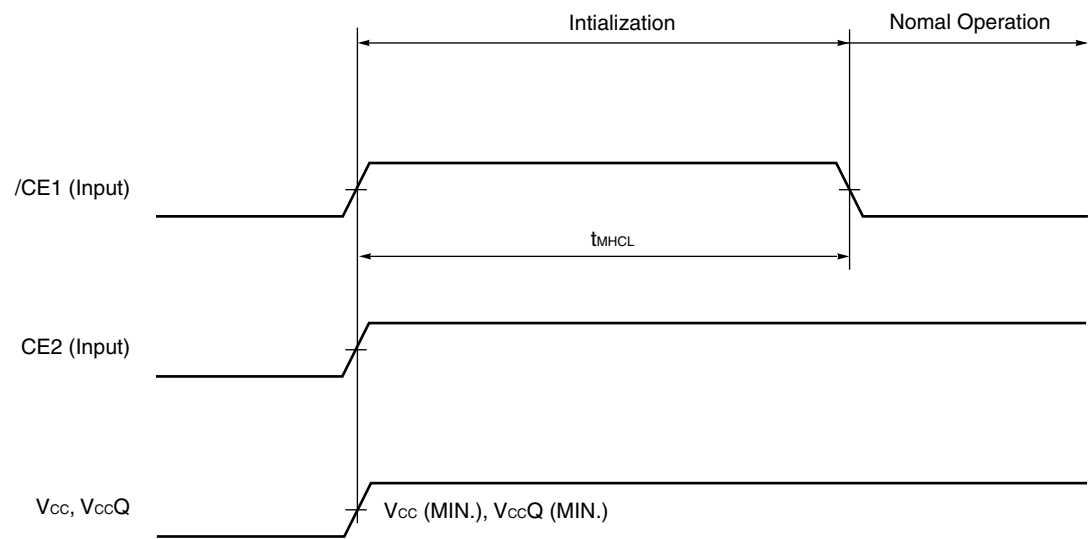 Intialization
Nomal Operation
/CE1 (Input)
tMHCL
CE2 (Input)
VCC, VCCQ
VCC (MIN.), VCCQ (MIN.)